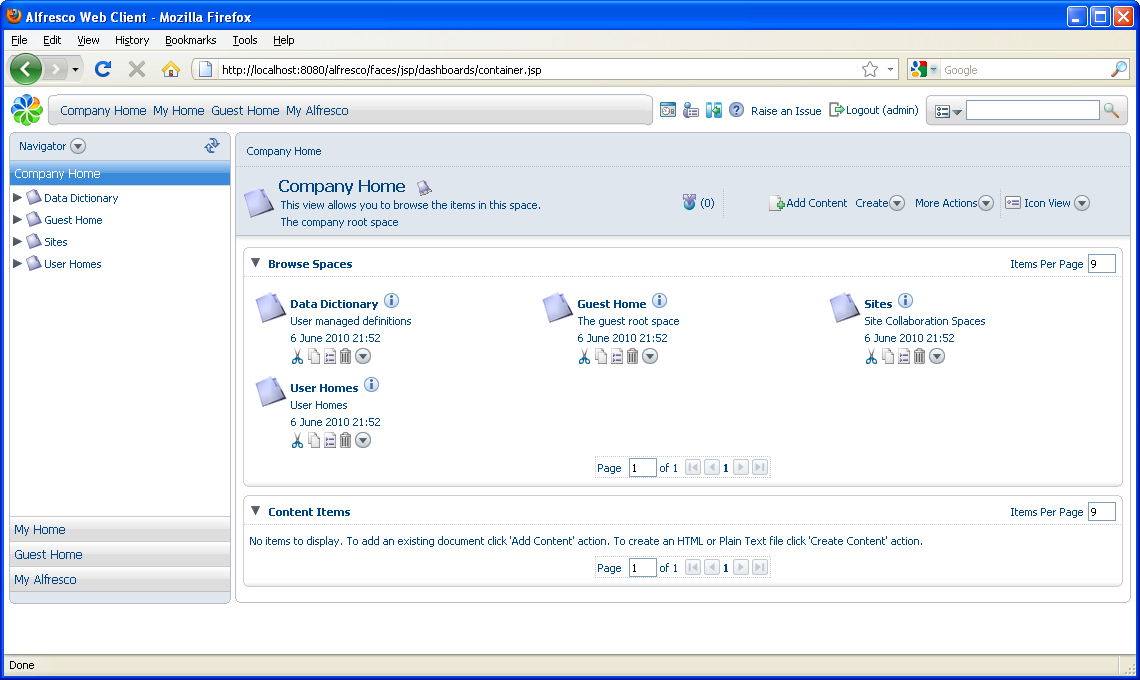 Alfresco Web Client - Mozilla Firefox
File Edit View History Bookmarks Tools Help
http://localhost:8080/alfresco/faces/jsp/dashboards/container.jsp Google
Company Home My Home Guest Home My Alfresco Raise an Issue Logout (admin)
Navigator
Company Home
Data Dictionary
Guest Home
Sites
User Homes
My Home
Guest Home
My Alfresco
Company Home
Company Home
This view allows you to browse the items in this space.
The company root space
(0) Add Content Create More Actions Icon View
Browse Spaces Items Per Page 9
Data Dictionary
User managed definitions
6 June 2010 21:52
Guest Home
The guest root space
6 June 2010 21:52
Sites
Site Collaboration Spaces
6 June 2010 21:52
User Homes
User Homes
6 June 2010 21:52
Page 1 of 1 1
Content Items Items Per Page 9
No items to display. To add an existing document click 'Add Content' action. To create an HTML or Plain Text file click 'Create Content' action.
Page 1 of 1 1
Done